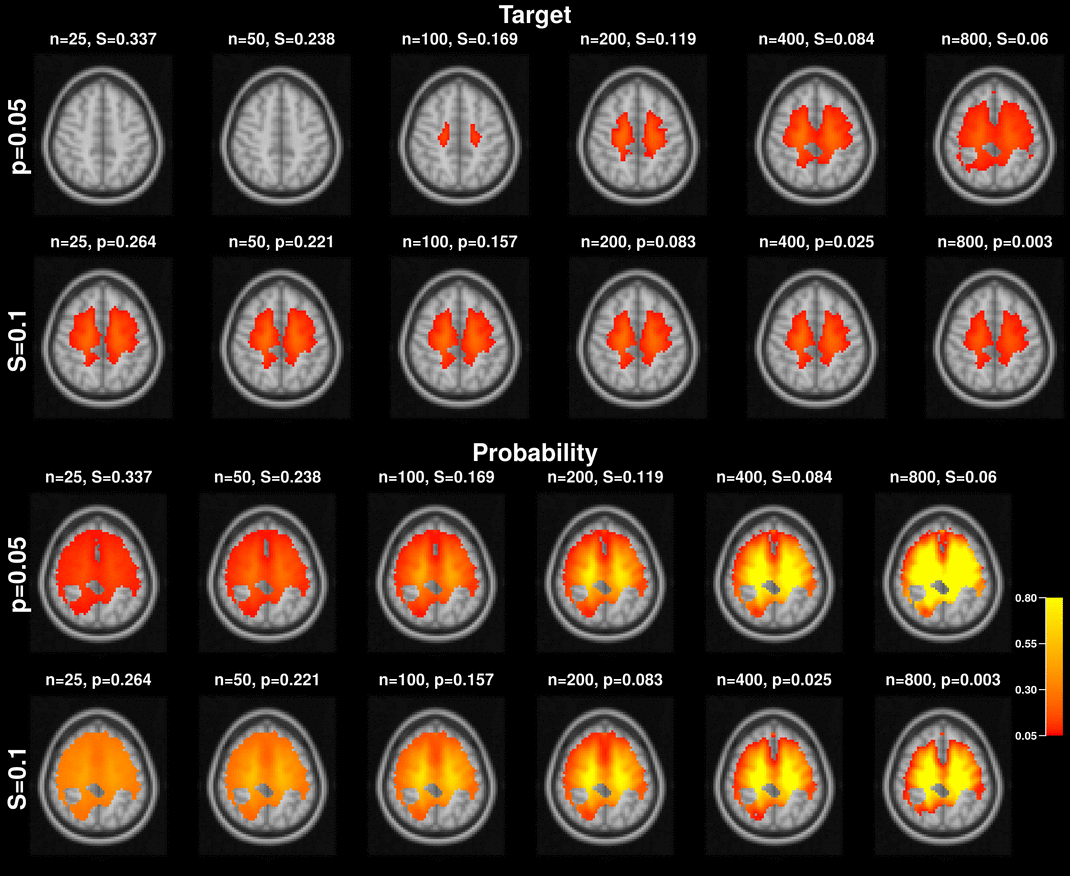 Target
n=25, S=0.337 n=50, S=0.238 n=100, S=0.169 n=200, S=0.119 n=400, S=0.084 n=800, S=0.06
p=0.05
n=25, p=0.264 n=50, p=0.221 n=100, p=0.157 n=200, p=0.083 n=400, p=0.025 n=800, p=0.003
S=0.1
Probability
n=25, S=0.337 n=50, S=0.238 n=100, S=0.169 n=200, S=0.119 n=400, S=0.084 n=800, S=0.06
p=0.05
n=25, p=0.264 n=50, p=0.221 n=100, p=0.157 n=200, p=0.083 n=400, p=0.025 n=800, p=0.003
S=0.1
0.80
0.55
0.30
0.05